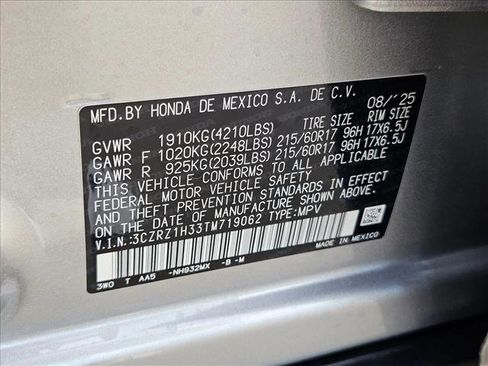 MFD.BY HONDA DE MEXICO S.A. DE C.V. 08/'25
TIRE SIZE RIM SIZE
GVWR 1910KG(4210LBS)
GAWR F 1020KG(2248LBS) 215/60R17 96H 17X6.5J
GAWR R 925KG(2039LBS) 215/60R17 96H 17X6.5J
THIS VEHICLE CONFORMS TO ALL APPLICABLE
FEDERAL MOTOR VEHICLE SAFETY AND
THEFT PREVENTION STANDARDS IN EFFECT
ON THE DATE OF MANUFACTURE SHOWN ABOVE.
V.I.N.:3CZRZ1H33TM719062 TYPE:MPV
3W0 T AA5 -NH932MX -B -M MEXICO